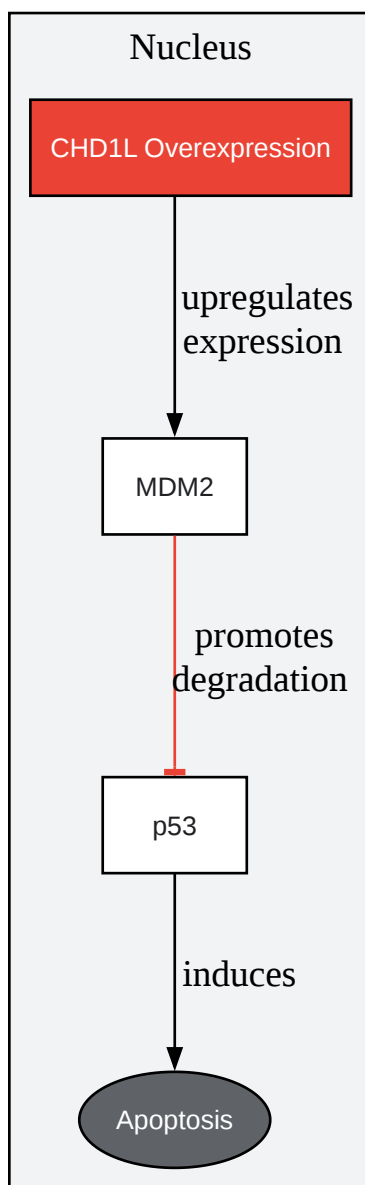 Nucleus
CHD1L Overexpression
upregulates
expression
MDM2
promotes
degradation
p53
induces
Apoptosis